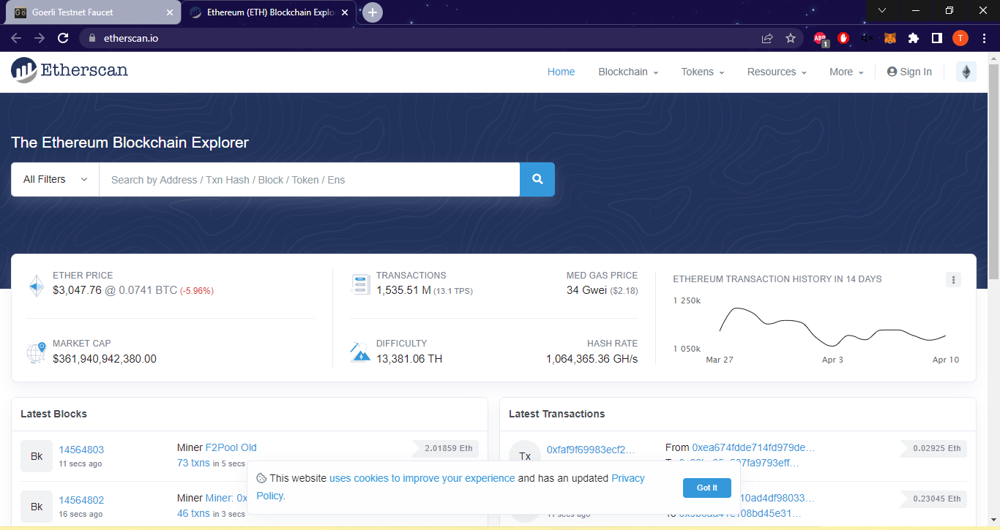 Goerli Testnet Faucet
Ethereum (ETH) Blockchain Explo
etherscan.io
ABP
1
T
Etherscan
Home
Blockchain
Tokens
Resources
More
Sign In
The Ethereum Blockchain Explorer
All Filters
Search by Address / Txn Hash / Block / Token / Ens
ETHER PRICE
$3,047.76 @ 0.0741 BTC (-5.96%)
MARKET CAP
$361,940,942,380.00
TRANSACTIONS
1,535.51 M (13.1 TPS)
MED GAS PRICE
34 Gwei ($2.18)
DIFFICULTY
13,381.06 TH
HASH RATE
1,064,365.36 GH/s
ETHEREUM TRANSACTION HISTORY IN 14 DAYS
1 250k
1 050k
Mar 27
Apr 3
Apr 10
Latest Blocks
Bk
14564803
11 secs ago
Miner F2Pool Old
73 txns in 5 secs
2.01859 Eth
Bk
14564802
16 secs ago
Miner Miner: 0x
46 txns in 3 secs
Latest Transactions
Tx
0xfaf9f69983ecf2...
From 0xea674fdde714fd979de...
0.02925 Eth
10ad4df98033...
0.23045 Eth
This website uses cookies to improve your experience and has an updated Privacy
Policy.
Got It